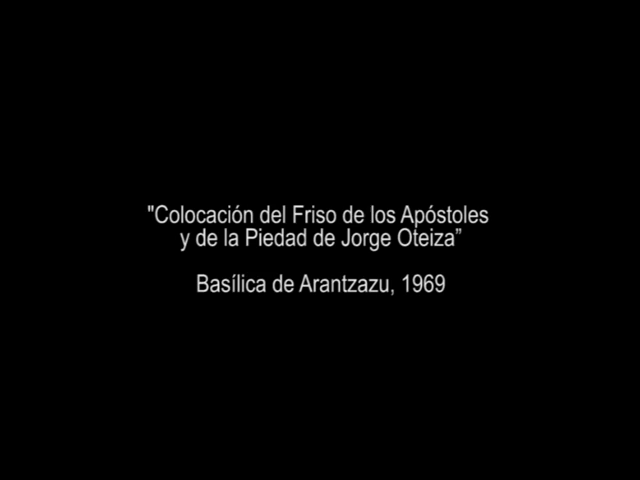 "Colocación del Friso de los Apóstoles
y de la Piedad de Jorge Oteiza”
Basílica de Arantzazu, 1969